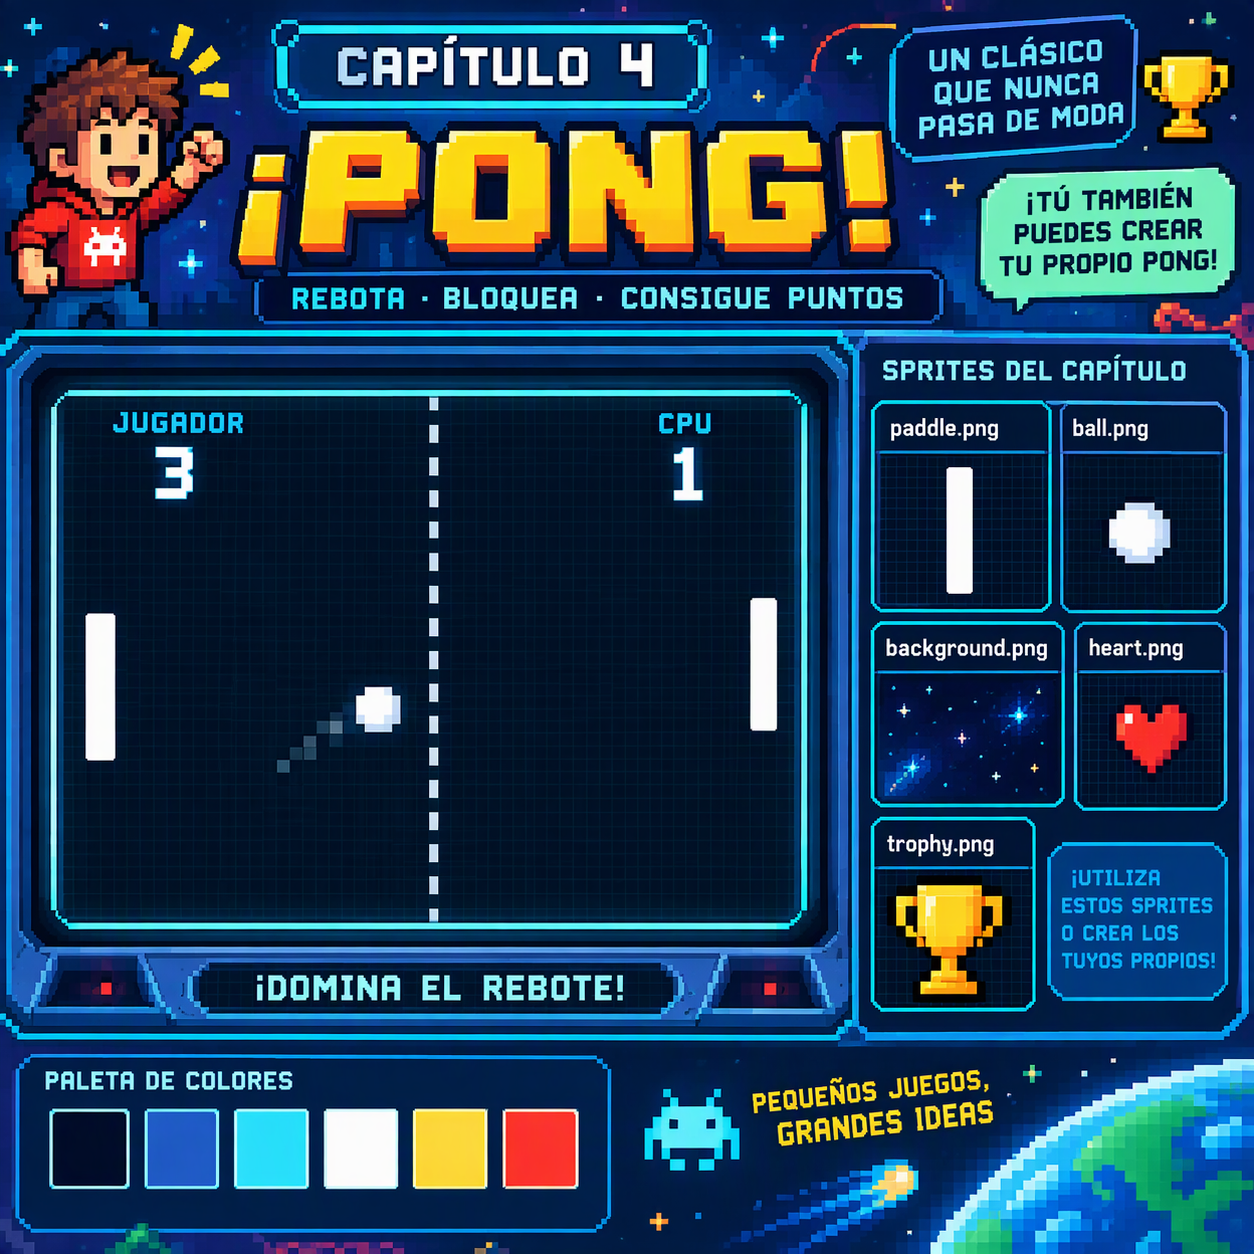 CAPÍTULO 4
UN CLÁSICO
QUE NUNCA
PASA DE MODA
¡PONG!
¡TÚ TAMBIÉN
PUEDES CREAR
TU PROPIO PONG!
REBOTA · BLOQUEA · CONSIGUE PUNTOS
JUGADOR
3
CPU
1
¡DOMINA EL REBOTE!
SPRITES DEL CAPÍTULO
paddle.png
ball.png
background.png
heart.png
trophy.png
¡UTILIZA
ESTOS SPRITES
O CREA LOS
TUYOS PROPIOS!
PALETA DE COLORES
PEQUEÑOS JUEGOS,
GRANDES IDEAS